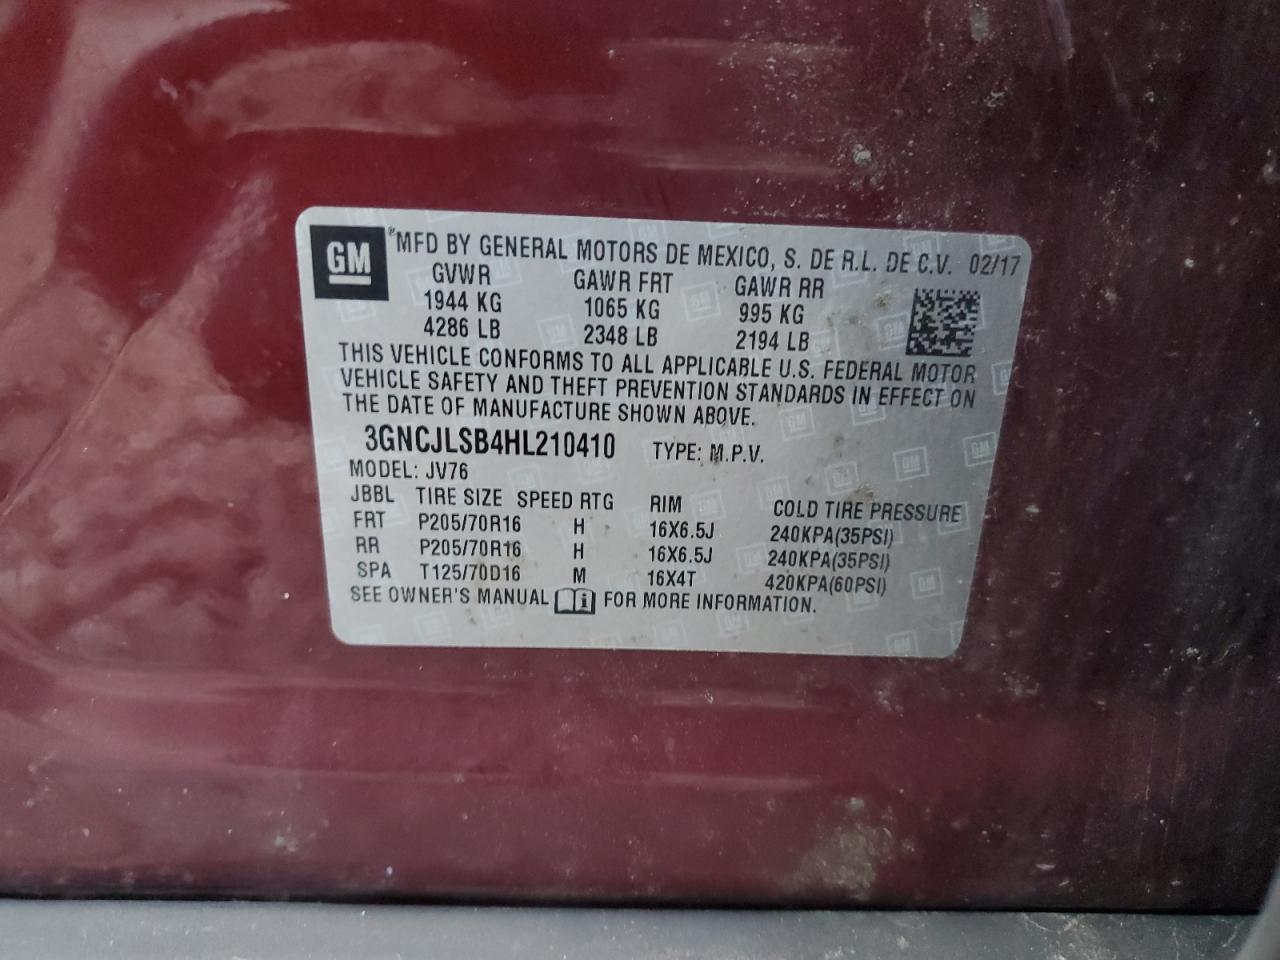 GM ®MFD BY GENERAL MOTORS DE MEXICO, S. DE R.L. DE C.V. 02/17
GVWR GAWR FRT GAWR RR
1944 KG 1065 KG 995 KG
4286 LB 2348 LB 2194 LB
THIS VEHICLE CONFORMS TO ALL APPLICABLE U.S. FEDERAL MOTOR
VEHICLE SAFETY AND THEFT PREVENTION STANDARDS IN EFFECT ON
THE DATE OF MANUFACTURE SHOWN ABOVE.
3GNCJLSB4HL210410 TYPE: M.P.V.
MODEL: JV76
JBBL TIRE SIZE SPEED RTG RIM COLD TIRE PRESSURE
FRT P205/70R16 H 16X6.5J 240KPA(35PSI)
RR P205/70R16 H 16X6.5J 240KPA(35PSI)
SPA T125/70D16 M 16X4T 420KPA(60PSI)
SEE OWNER'S MANUAL i FOR MORE INFORMATION.